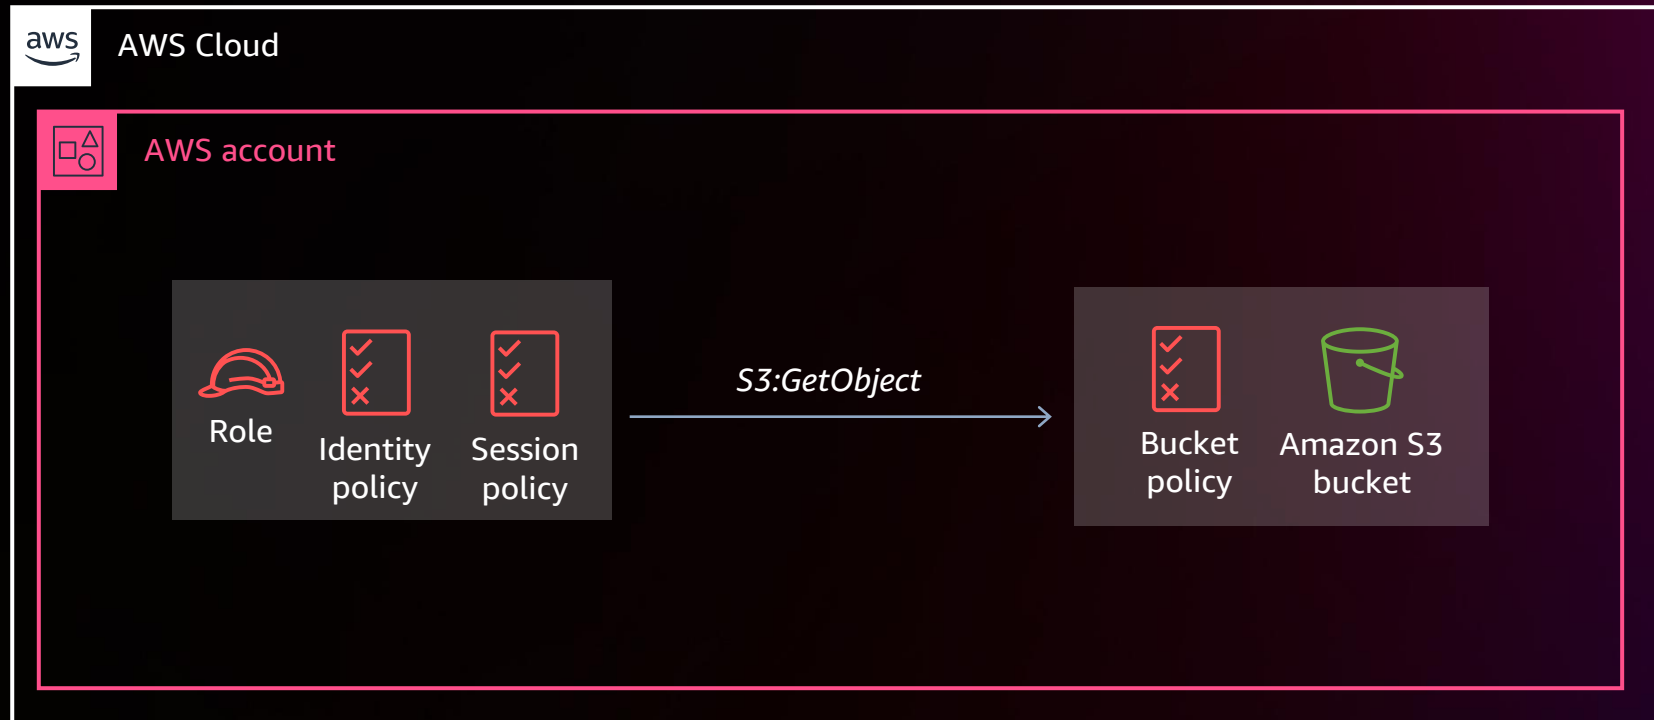 aws
AWS Cloud
AWS account
Role
Identity
policy
Session
policy
S3:GetObject
Bucket
policy
Amazon S3
bucket